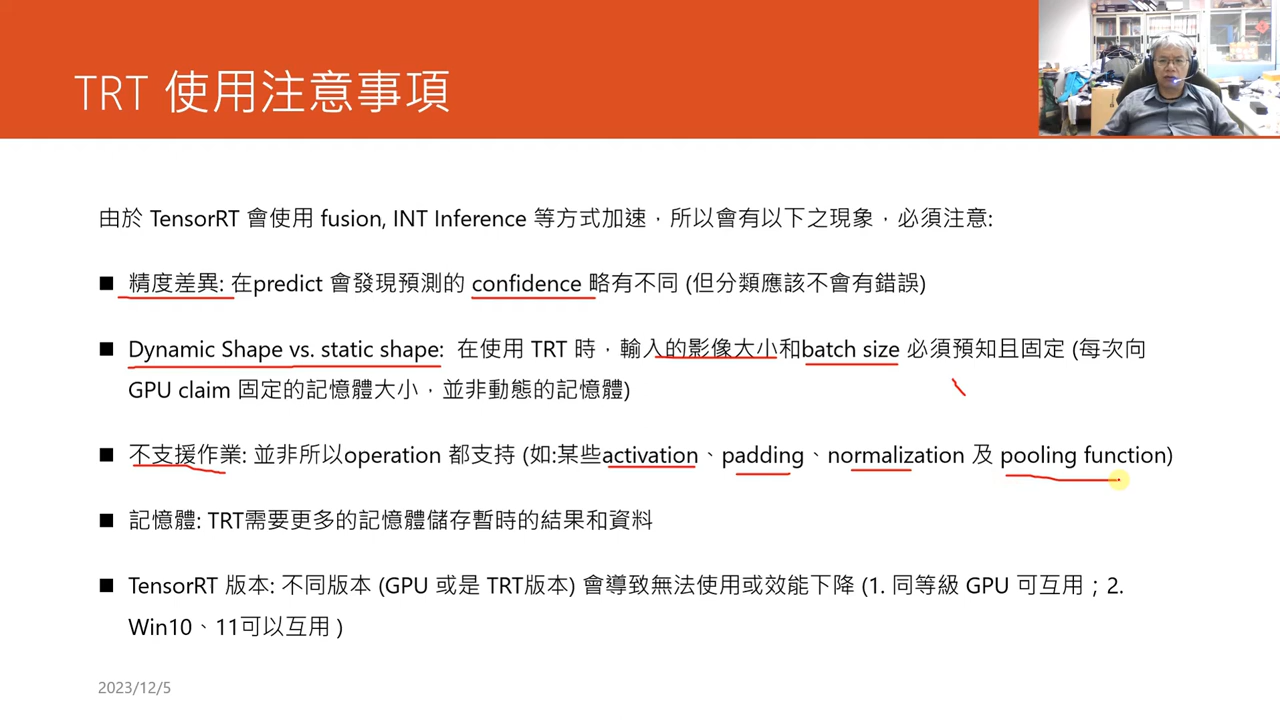 TRT 使用注意事項
由於 TensorRT 會使用 fusion, INT Inference 等方式加速，所以會有以下之現象，必須注意:
■ 精度差異: 在predict 會發現預測的 confidence 略有不同 (但分類應該不會有錯誤)
■ Dynamic Shape vs. static shape: 在使用 TRT 時，輸入的影像大小和batch size 必須預知且固定 (每次向
GPU claim 固定的記憶體大小，並非動態的記憶體)
■ 不支援作業: 並非所以operation 都支持 (如:某些activation、padding、normalization 及 pooling function)
■ 記憶體: TRT需要更多的記憶體儲存暫時的結果和資料
■ TensorRT 版本: 不同版本 (GPU 或是 TRT版本) 會導致無法使用或效能下降 (1. 同等級 GPU 可互用；2.
Win10、11可以互用 )
2023/12/5